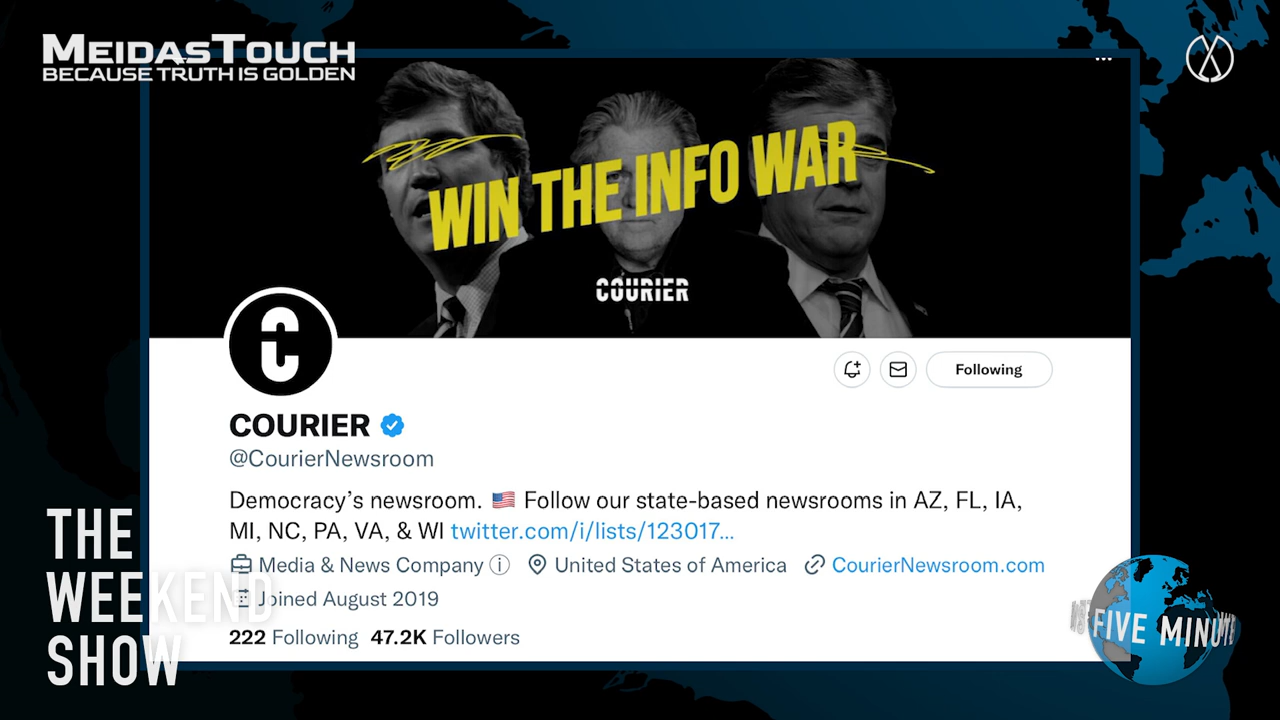 MEIDASTOUCH
BECAUSE TRUTH IS GOLDEN
WIN THE INFO WAR
COURIER
Following
COURIER
@CourierNewsroom
Democracy's newsroom. 🇺🇸 Follow our state-based newsrooms in AZ, FL, IA,
MI, NC, PA, VA, & WI twitter.com/i/lists/123017...
Media & News Company United States of America CourierNewsroom.com
Joined August 2019
222 Following 47.2K Followers
THE
WEEKEND
SHOW
FIVE MINUTE